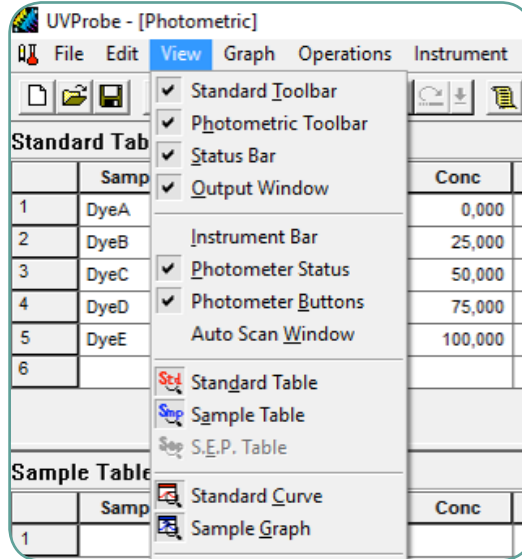 UVProbe - [Photometric]
File Edit View Graph Operations Instrument
Standard Tab
Samp Conc
1 DyeA 0,000
2 DyeB 25,000
3 DyeC 50,000
4 DyeD 75,000
5 DyeE 100,000
6
Standard Toolbar
Photometric Toolbar
Status Bar
Output Window
Instrument Bar
Photometer Status
Photometer Buttons
Auto Scan Window
Std Standard Table
Smp Sample Table
Sep S.E.P. Table
Standard Curve
Sample Graph
Sample Table
Samp Conc
1